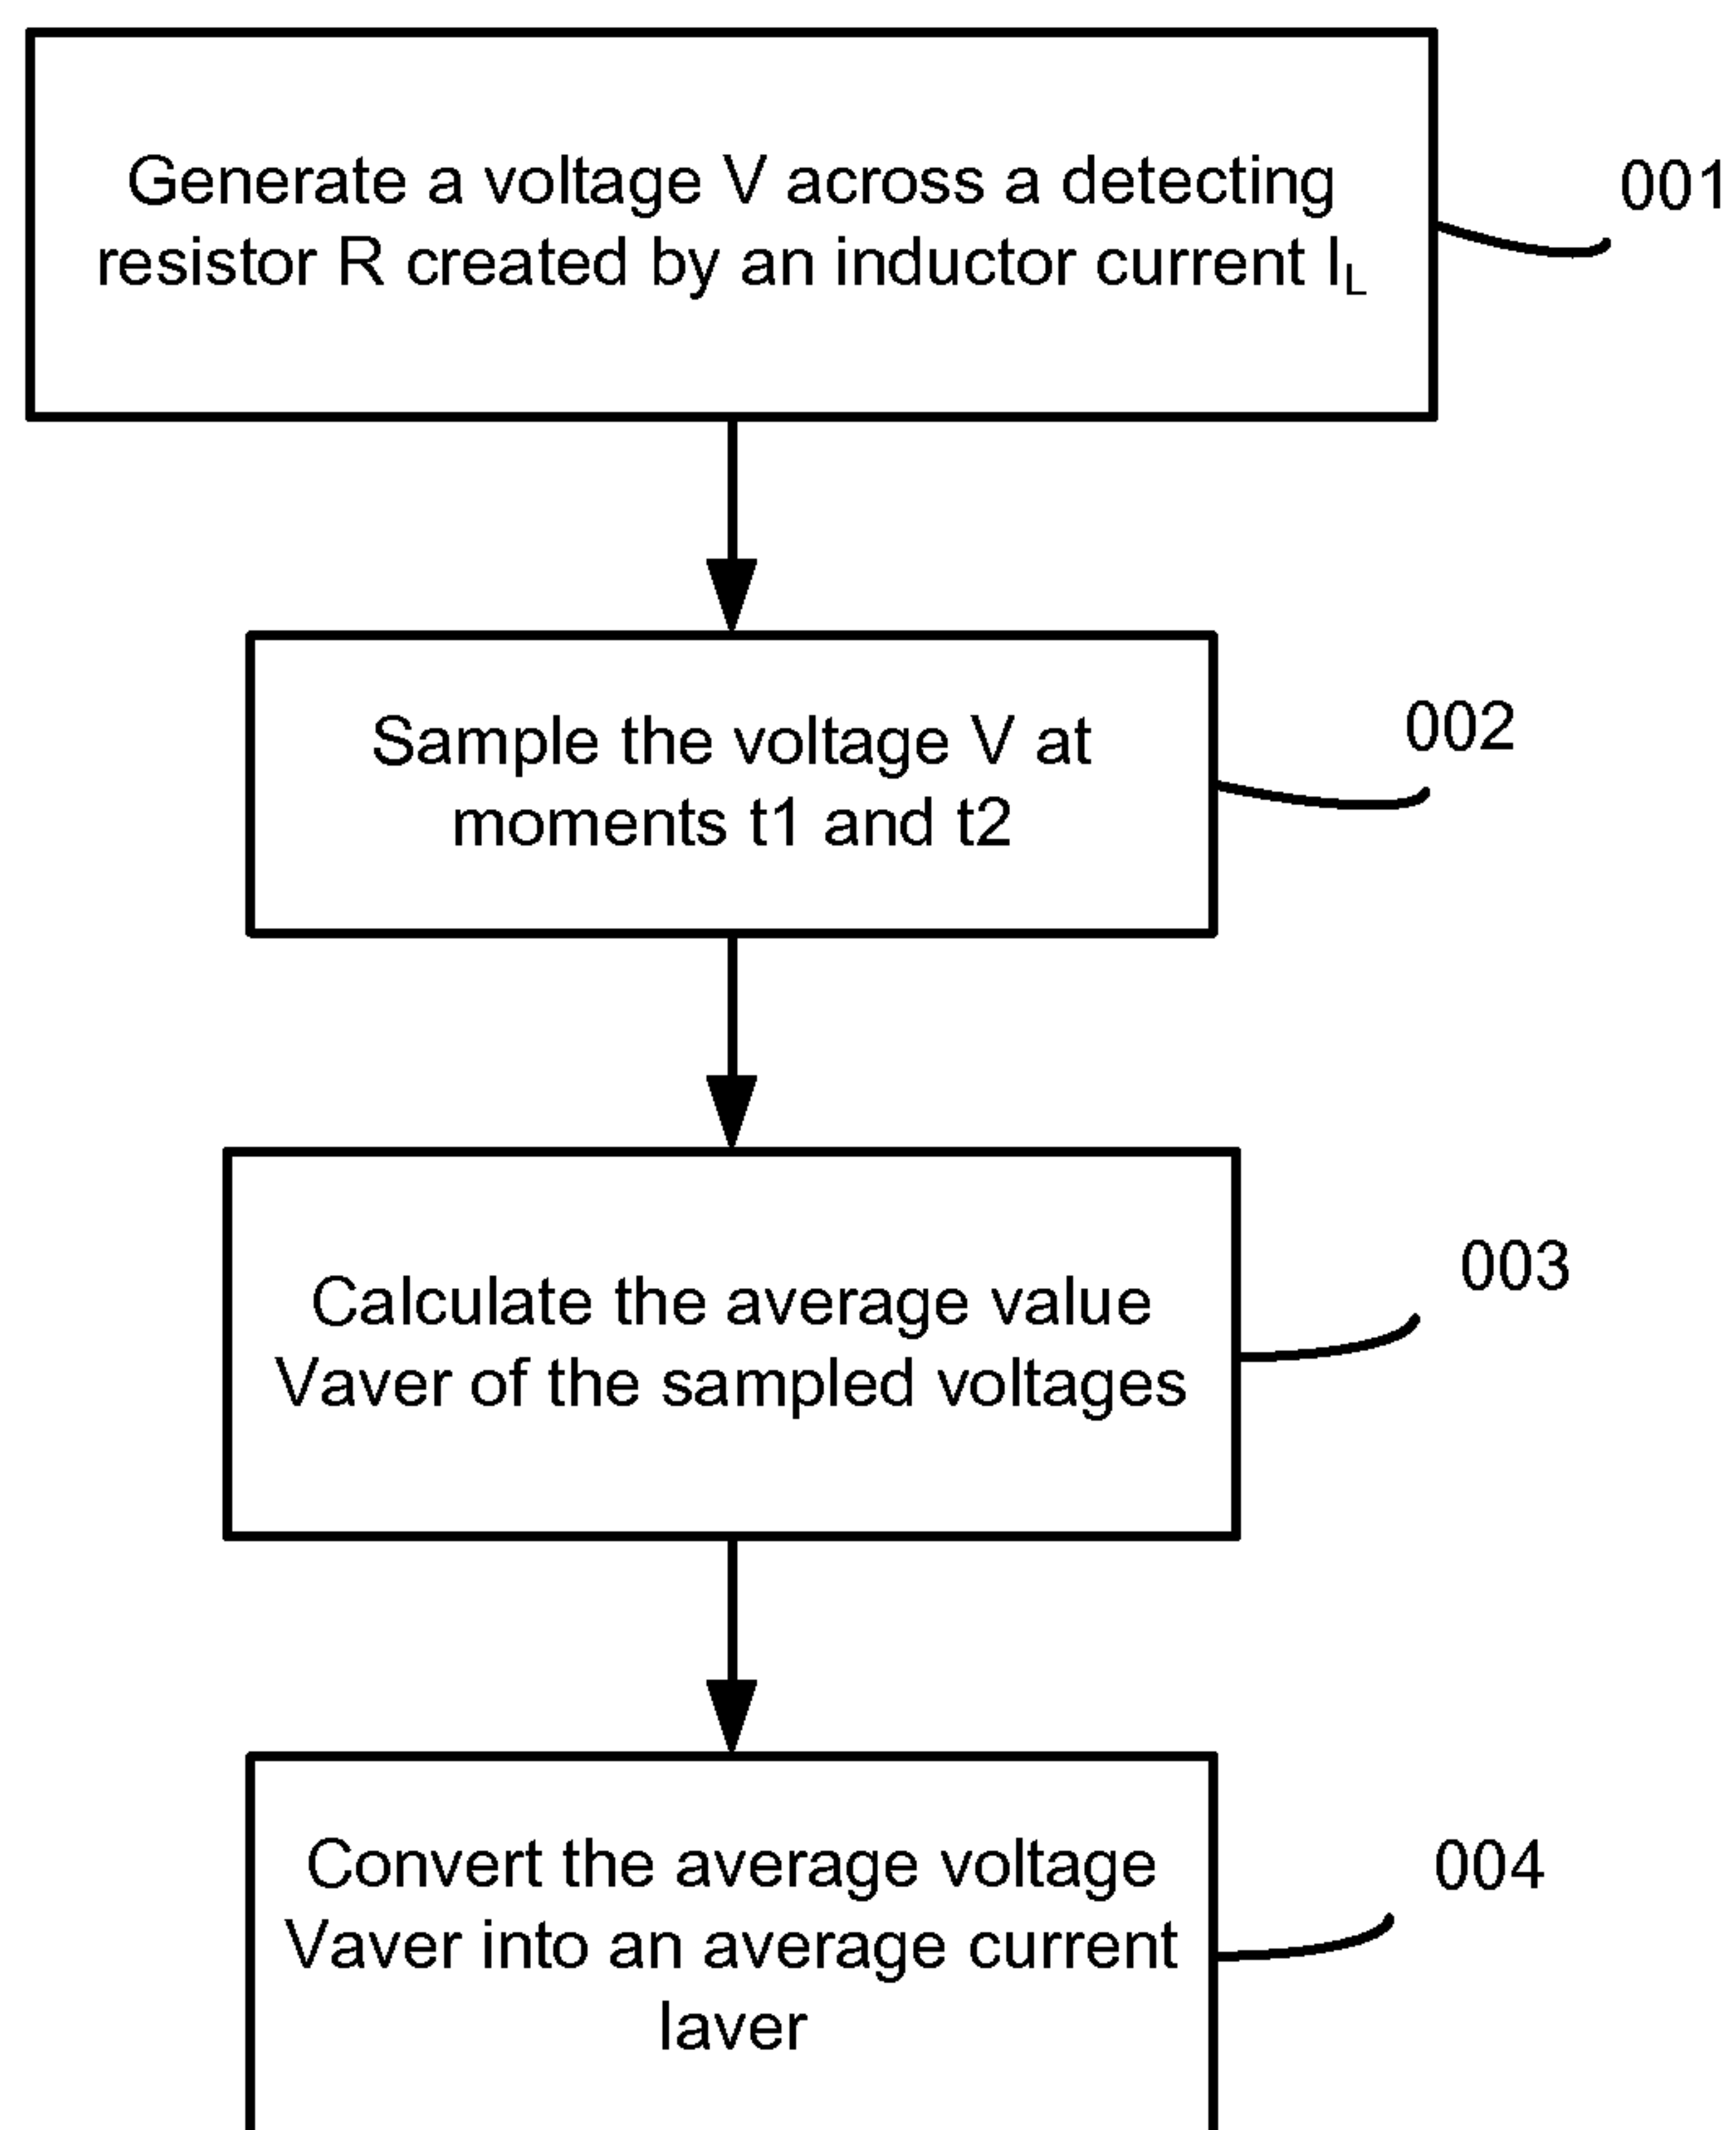 Generate a voltage V across a detecting
resistor R created by an inductor current IL
001
Sample the voltage V at
moments t1 and t2
002
Calculate the average value
Vaver of the sampled voltages
003
Convert the average voltage
Vaver into an average current
Iaver
004